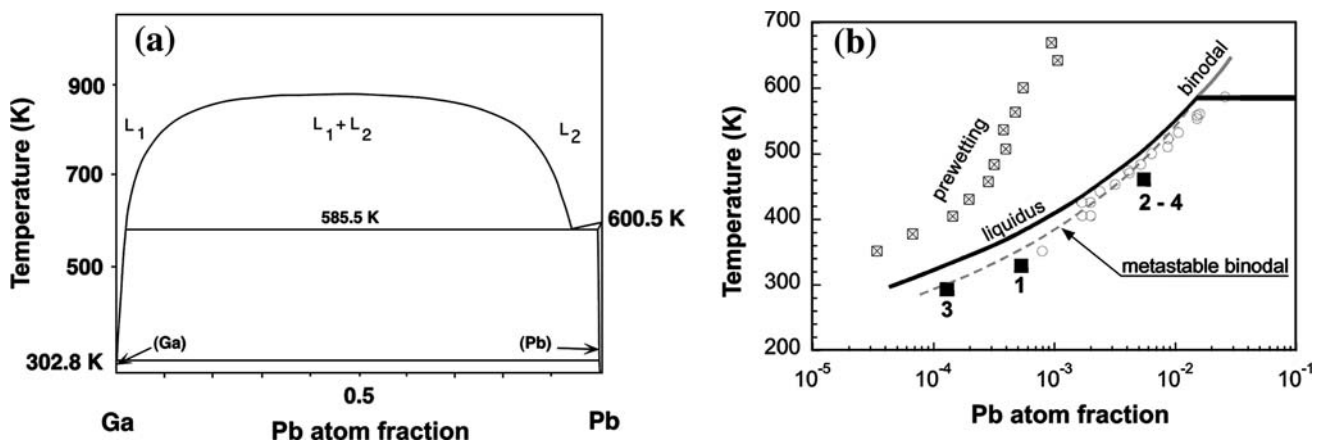 (a)
Temperature (K)
900
700
500
302.8 K
L1
L1 + L2
L2
585.5 K
600.5 K
(Ga)
(Pb)
0.5
Ga
Pb atom fraction
Pb
(b)
Temperature (K)
700
600
500
400
300
200
prewetting
liquidus
binodal
2 - 4
1
3
metastable binodal
10-5
10-4
10-3
10-2
10-1
Pb atom fraction